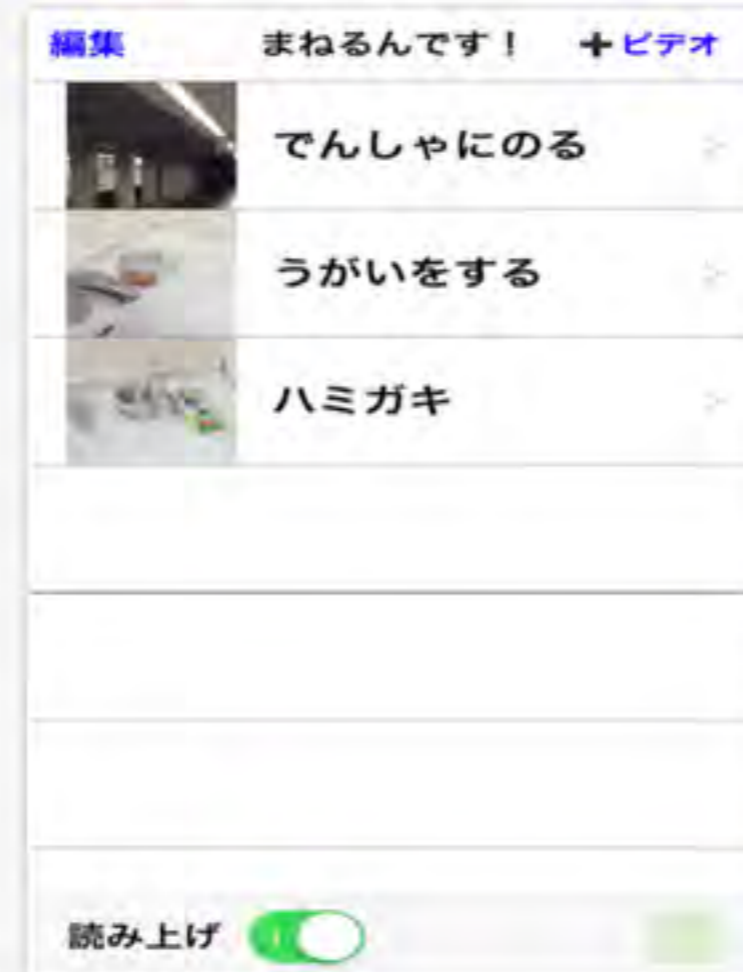 編集 まねるんです！ +ビデオ
でんしゃにのる
うがいをする
ハミガキ
読み上げ